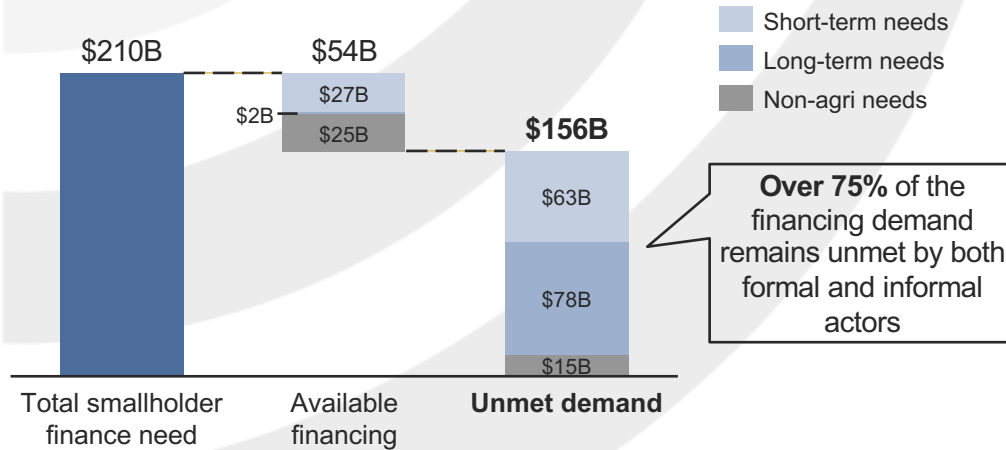 Short-term needs
Long-term needs
Non-agri needs
$210B
$54B
$27B
$2B
$25B
$156B
$63B
$78B
$15B
Over 75% of the
financing demand
remains unmet by both
formal and informal
actors
Total smallholder
finance need
Available
financing
Unmet demand